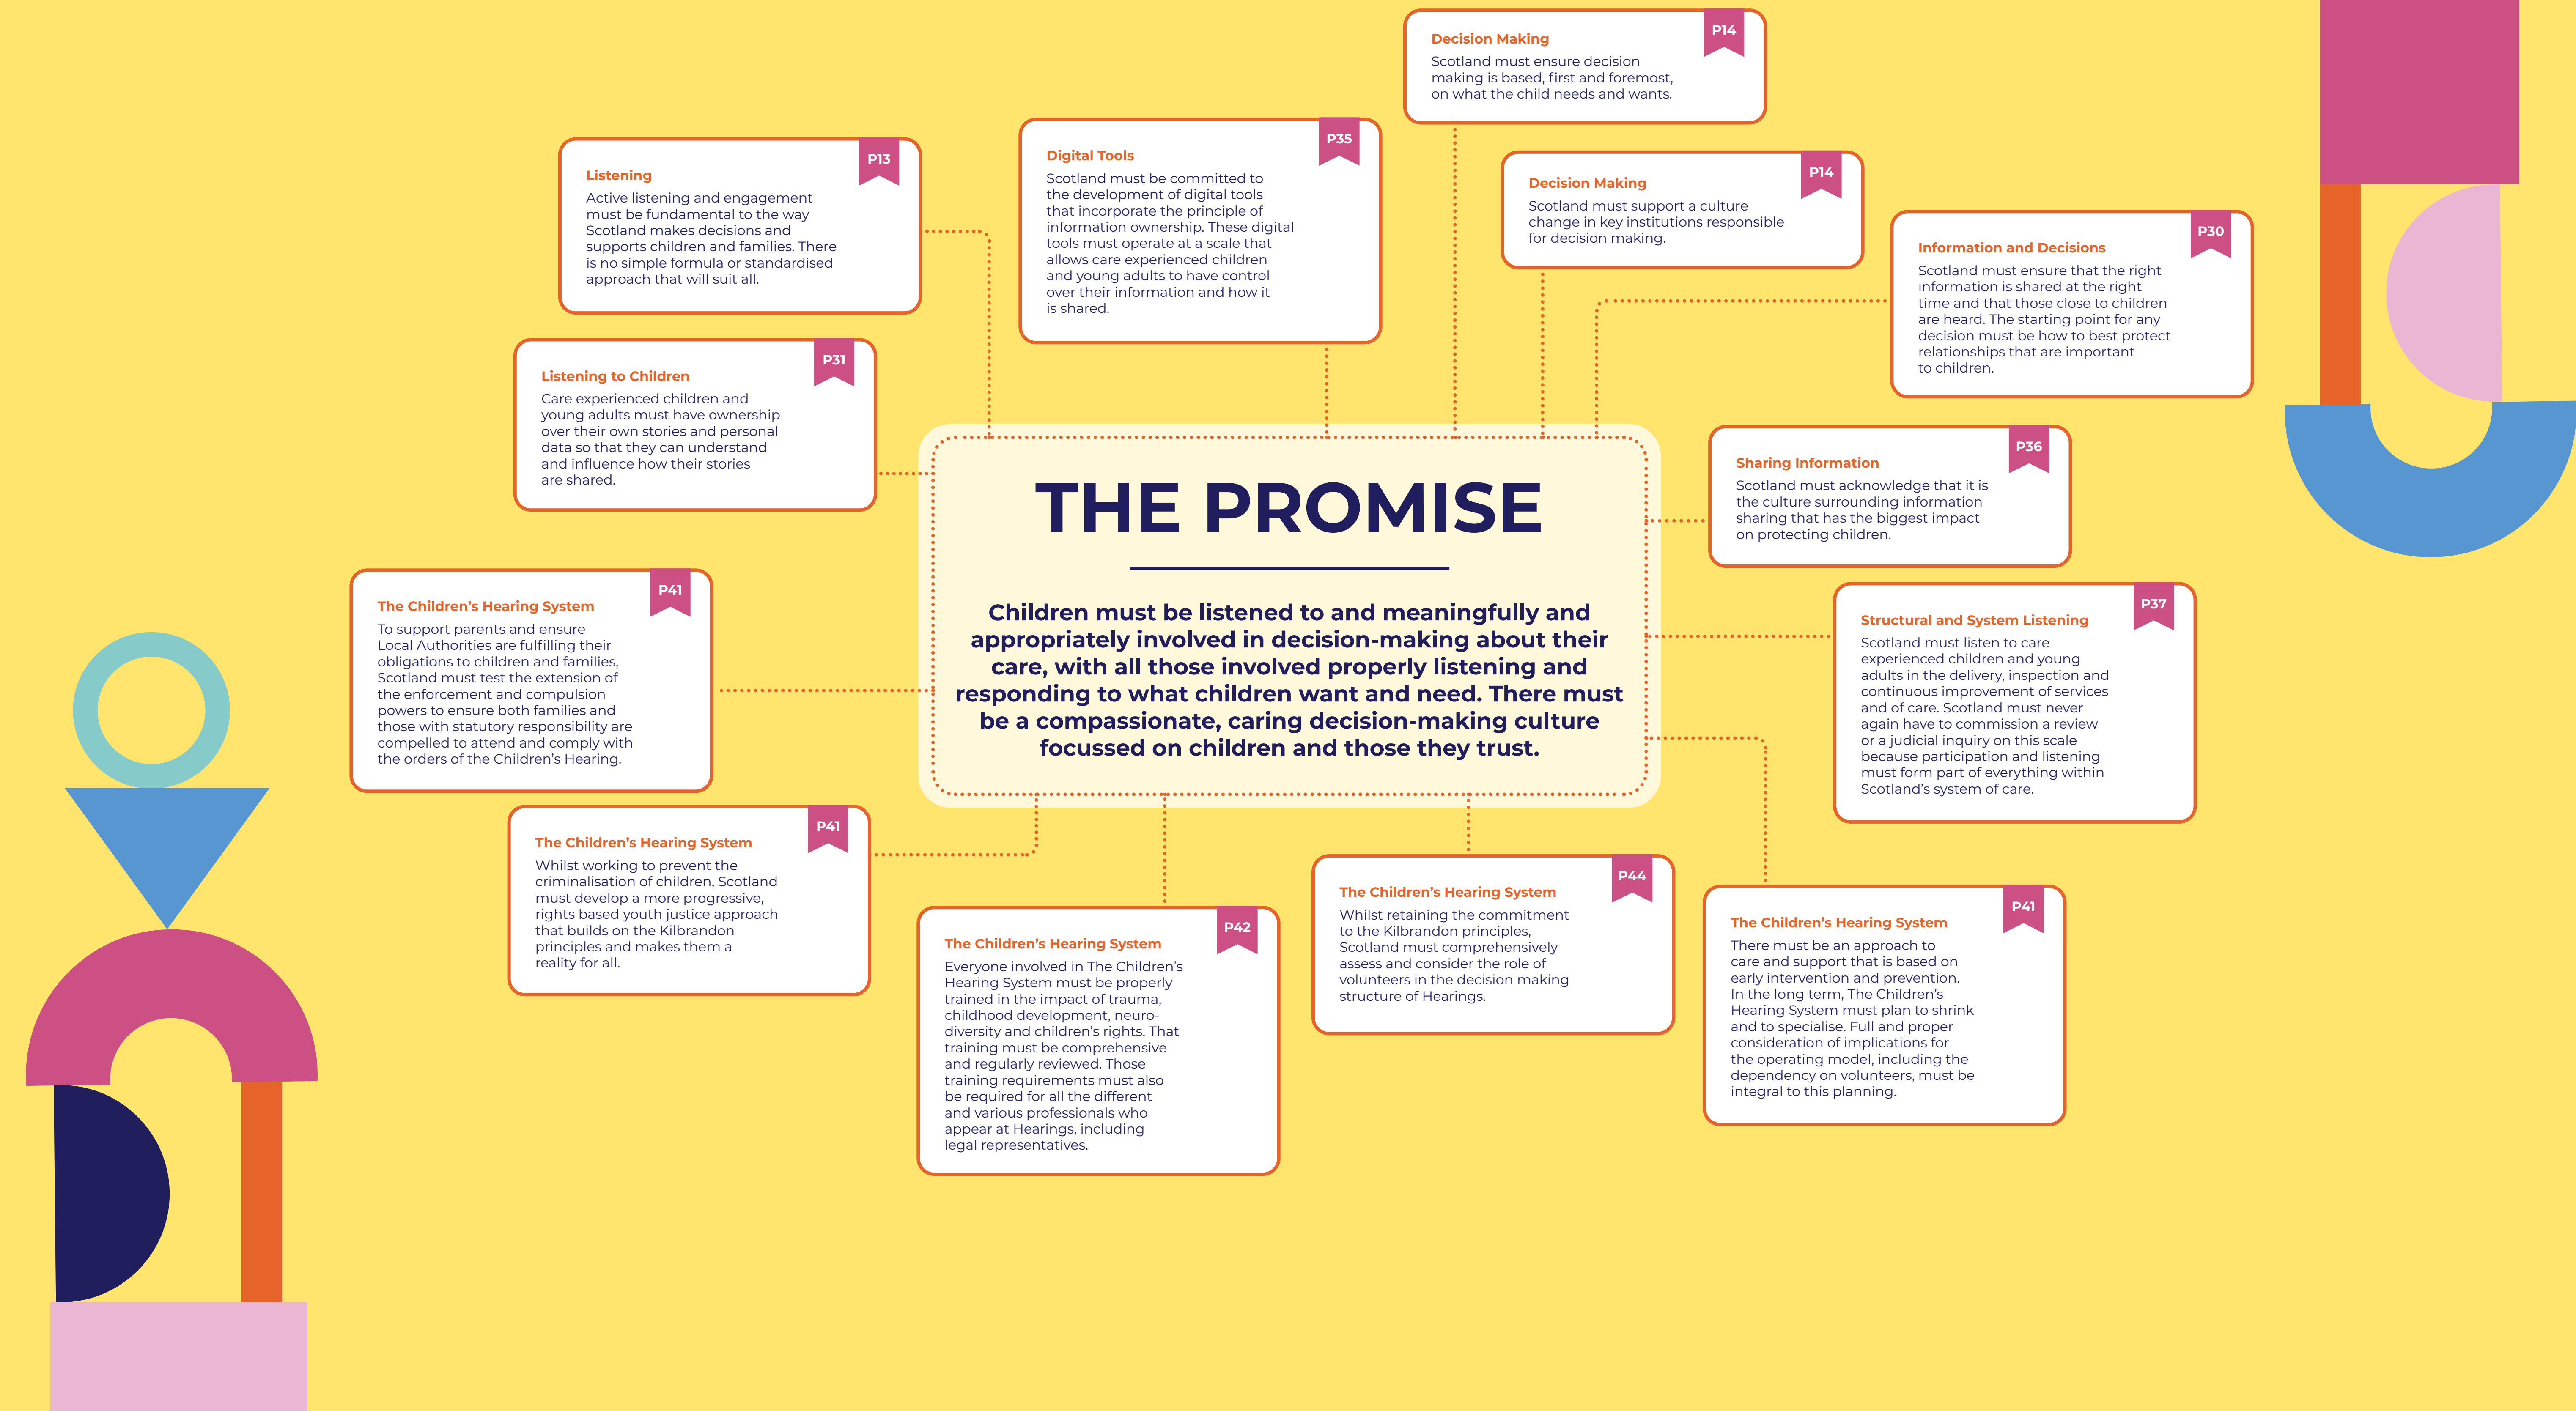 P14
Decision Making
Scotland must ensure decision
making is based, first and foremost,
on what the child needs and wants.
P13
Listening
Active listening and engagement
must be fundamental to the way
Scotland makes decisions and
supports children and families. There
is no simple formula or standardised
approach that will suit all.
P35
Digital Tools
Scotland must be committed to
the development of digital tools
that incorporate the principle of
information ownership. These digital
tools must operate at a scale that
allows care experienced children
and young adults to have control
over their information and how it
is shared.
P14
Decision Making
Scotland must support a culture
change in key institutions responsible
for decision making.
P30
Information and Decisions
Scotland must ensure that the right
information is shared at the right
time and that those close to children
are heard. The starting point for any
decision must be how to best protect
relationships that are important
to children.
P31
Listening to Children
Care experienced children and
young adults must have ownership
over their own stories and personal
data so that they can understand
and influence how their stories
are shared.
THE PROMISE
Children must be listened to and meaningfully and
appropriately involved in decision-making about their
care, with all those involved properly listening and
responding to what children want and need. There must
be a compassionate, caring decision-making culture
focussed on children and those they trust.
P36
Sharing Information
Scotland must acknowledge that it is
the culture surrounding information
sharing that has the biggest impact
on protecting children.
P41
The Children's Hearing System
To support parents and ensure
Local Authorities are fulfilling their
obligations to children and families,
Scotland must test the extension of
the enforcement and compulsion
powers to ensure both families and
those with statutory responsibility are
compelled to attend and comply with
the orders of the Children's Hearing.
P37
Structural and System Listening
Scotland must listen to care
experienced children and young
adults in the delivery, inspection and
continuous improvement of services
and of care. Scotland must never
again have to commission a review
or a judicial inquiry on this scale
because participation and listening
must form part of everything within
Scotland's system of care.
P41
The Children's Hearing System
Whilst working to prevent the
criminalisation of children, Scotland
must develop a more progressive,
rights based youth justice approach
that builds on the Kilbrandon
principles and makes them a
reality for all.
P42
The Children's Hearing System
Everyone involved in The Children's
Hearing System must be properly
trained in the impact of trauma,
childhood development, neuro-
diversity and children's rights. That
training must be comprehensive
and regularly reviewed. Those
training requirements must also
be required for all the different
and various professionals who
appear at Hearings, including
legal representatives.
P44
The Children's Hearing System
Whilst retaining the commitment
to the Kilbrandon principles,
Scotland must comprehensively
assess and consider the role of
volunteers in the decision making
structure of Hearings.
P41
The Children's Hearing System
There must be an approach to
care and support that is based on
early intervention and prevention.
In the long term, The Children's
Hearing System must plan to shrink
and to specialise. Full and proper
consideration of implications for
the operating model, including the
dependency on volunteers, must be
integral to this planning.